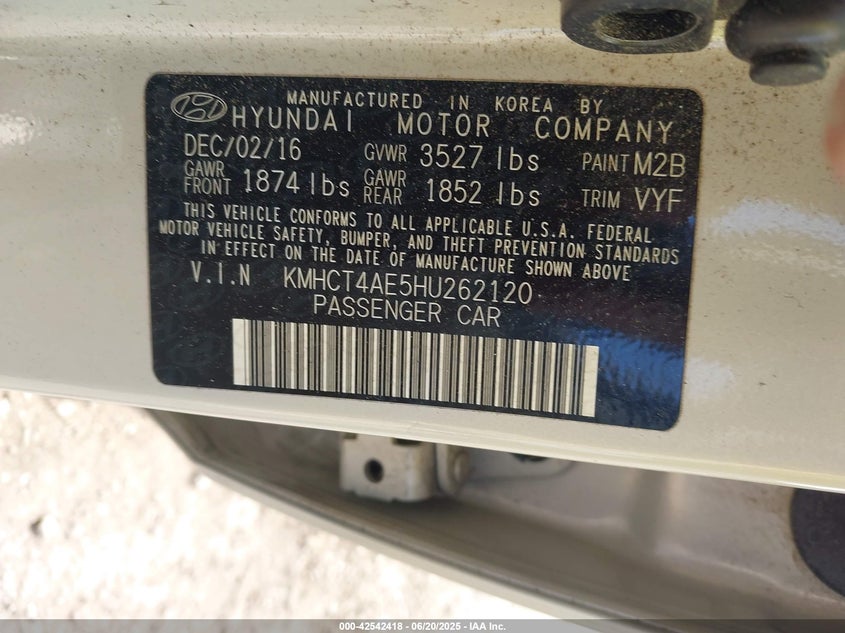 MANUFACTURED IN KOREA BY
HYUNDAI MOTOR COMPANY
DEC/02/16 GVWR 3527 lbs PAINT M2B
GAWR FRONT 1874 lbs GAWR REAR 1852 lbs TRIM VYF
THIS VEHICLE CONFORMS TO ALL APPLICABLE U.S.A. FEDERAL
MOTOR VEHICLE SAFETY, BUMPER, AND THEFT PREVENTION STANDARDS
IN EFFECT ON THE DATE OF MANUFACTURE SHOWN ABOVE
V.I.N KMHCT4AE5HU262120
PASSENGER CAR
000-42542418 - 06/20/2025 - IAA Inc.